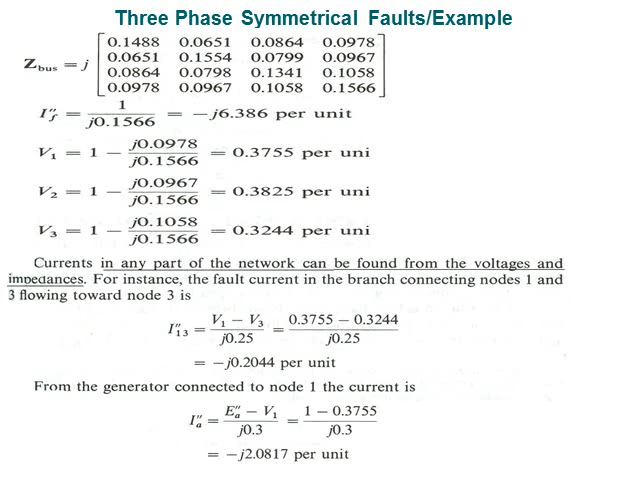 Three Phase Symmetrical Faults/Example
Z_bus = j [0.1488 0.0651 0.0864 0.0978
0.0651 0.1554 0.0799 0.0967
0.0864 0.0798 0.1341 0.1058
0.0978 0.0967 0.1058 0.1566]
I''_f = 1 / j0.1566 = −j6.386 per unit
V₁ = 1 − j0.0978 / j0.1566 = 0.3755 per uni
V₂ = 1 − j0.0967 / j0.1566 = 0.3825 per uni
V₃ = 1 − j0.1058 / j0.1566 = 0.3244 per uni
Currents in any part of the network can be found from the voltages and
impedances. For instance, the fault current in the branch connecting nodes 1 and
3 flowing toward node 3 is
I''₁₃ = V₁ − V₃ / j0.25 = 0.3755 − 0.3244 / j0.25
= −j0.2044 per unit
From the generator connected to node 1 the current is
I''_a = E''_a − V₁ / j0.3 = 1 − 0.3755 / j0.3
= −j2.0817 per unit